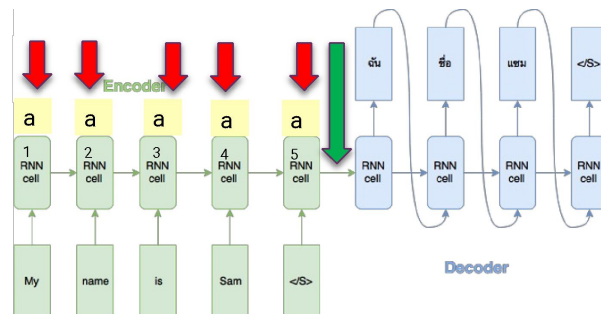 ฉัน
ชื่อ
แซม
</S>
Encoder
a
a
a
a
a
1
RNN
cell
2
RNN
cell
3
RNN
cell
4
RNN
cell
5
RNN
cell
RNN
cell
RNN
cell
RNN
cell
RNN
cell
My
name
is
Sam
</S>
Decoder